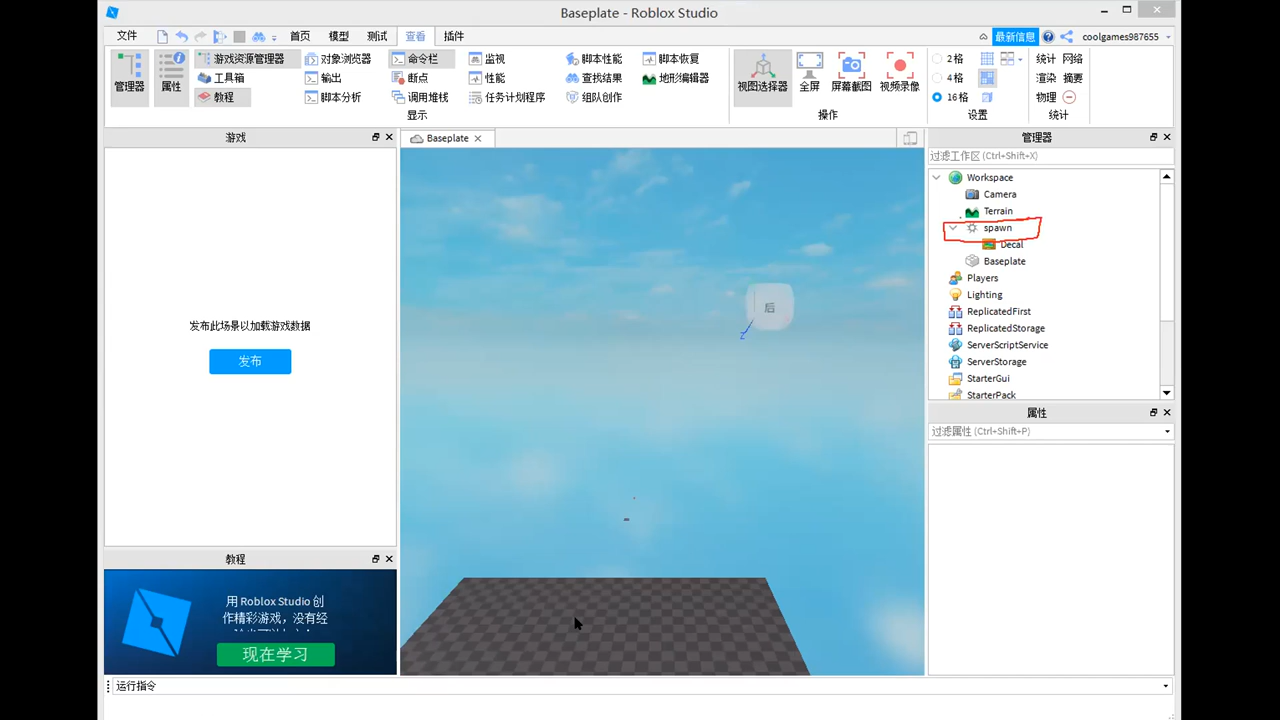 Baseplate - Roblox Studio
文件 首页 模型 测试 查看 插件 最新信息 coolgames987655
管理器 属性 游戏资源管理器 工具箱 教程
对象浏览器 输出 脚本分析
命令栏 断点 调用堆栈
监视 性能 任务计划程序
脚本性能 查找结果 组队创作
脚本恢复 地形编辑器
显示
视图选择器 全屏 屏幕截图 视频录像
操作
2格 4格 16格
设置
统计 网络
渲染 摘要
物理
统计
游戏
发布此场景以加载游戏数据
发布
教程
用 Roblox Studio 创
作精彩游戏，没有经
现在学习
Baseplate
后
Z
管理器
过滤工作区 (Ctrl+Shift+X)
Workspace
Camera
Terrain
spawn
Decal
Baseplate
Players
Lighting
ReplicatedFirst
ReplicatedStorage
ServerScriptService
ServerStorage
StarterGui
StarterPack
属性
过滤属性 (Ctrl+Shift+P)
运行指令